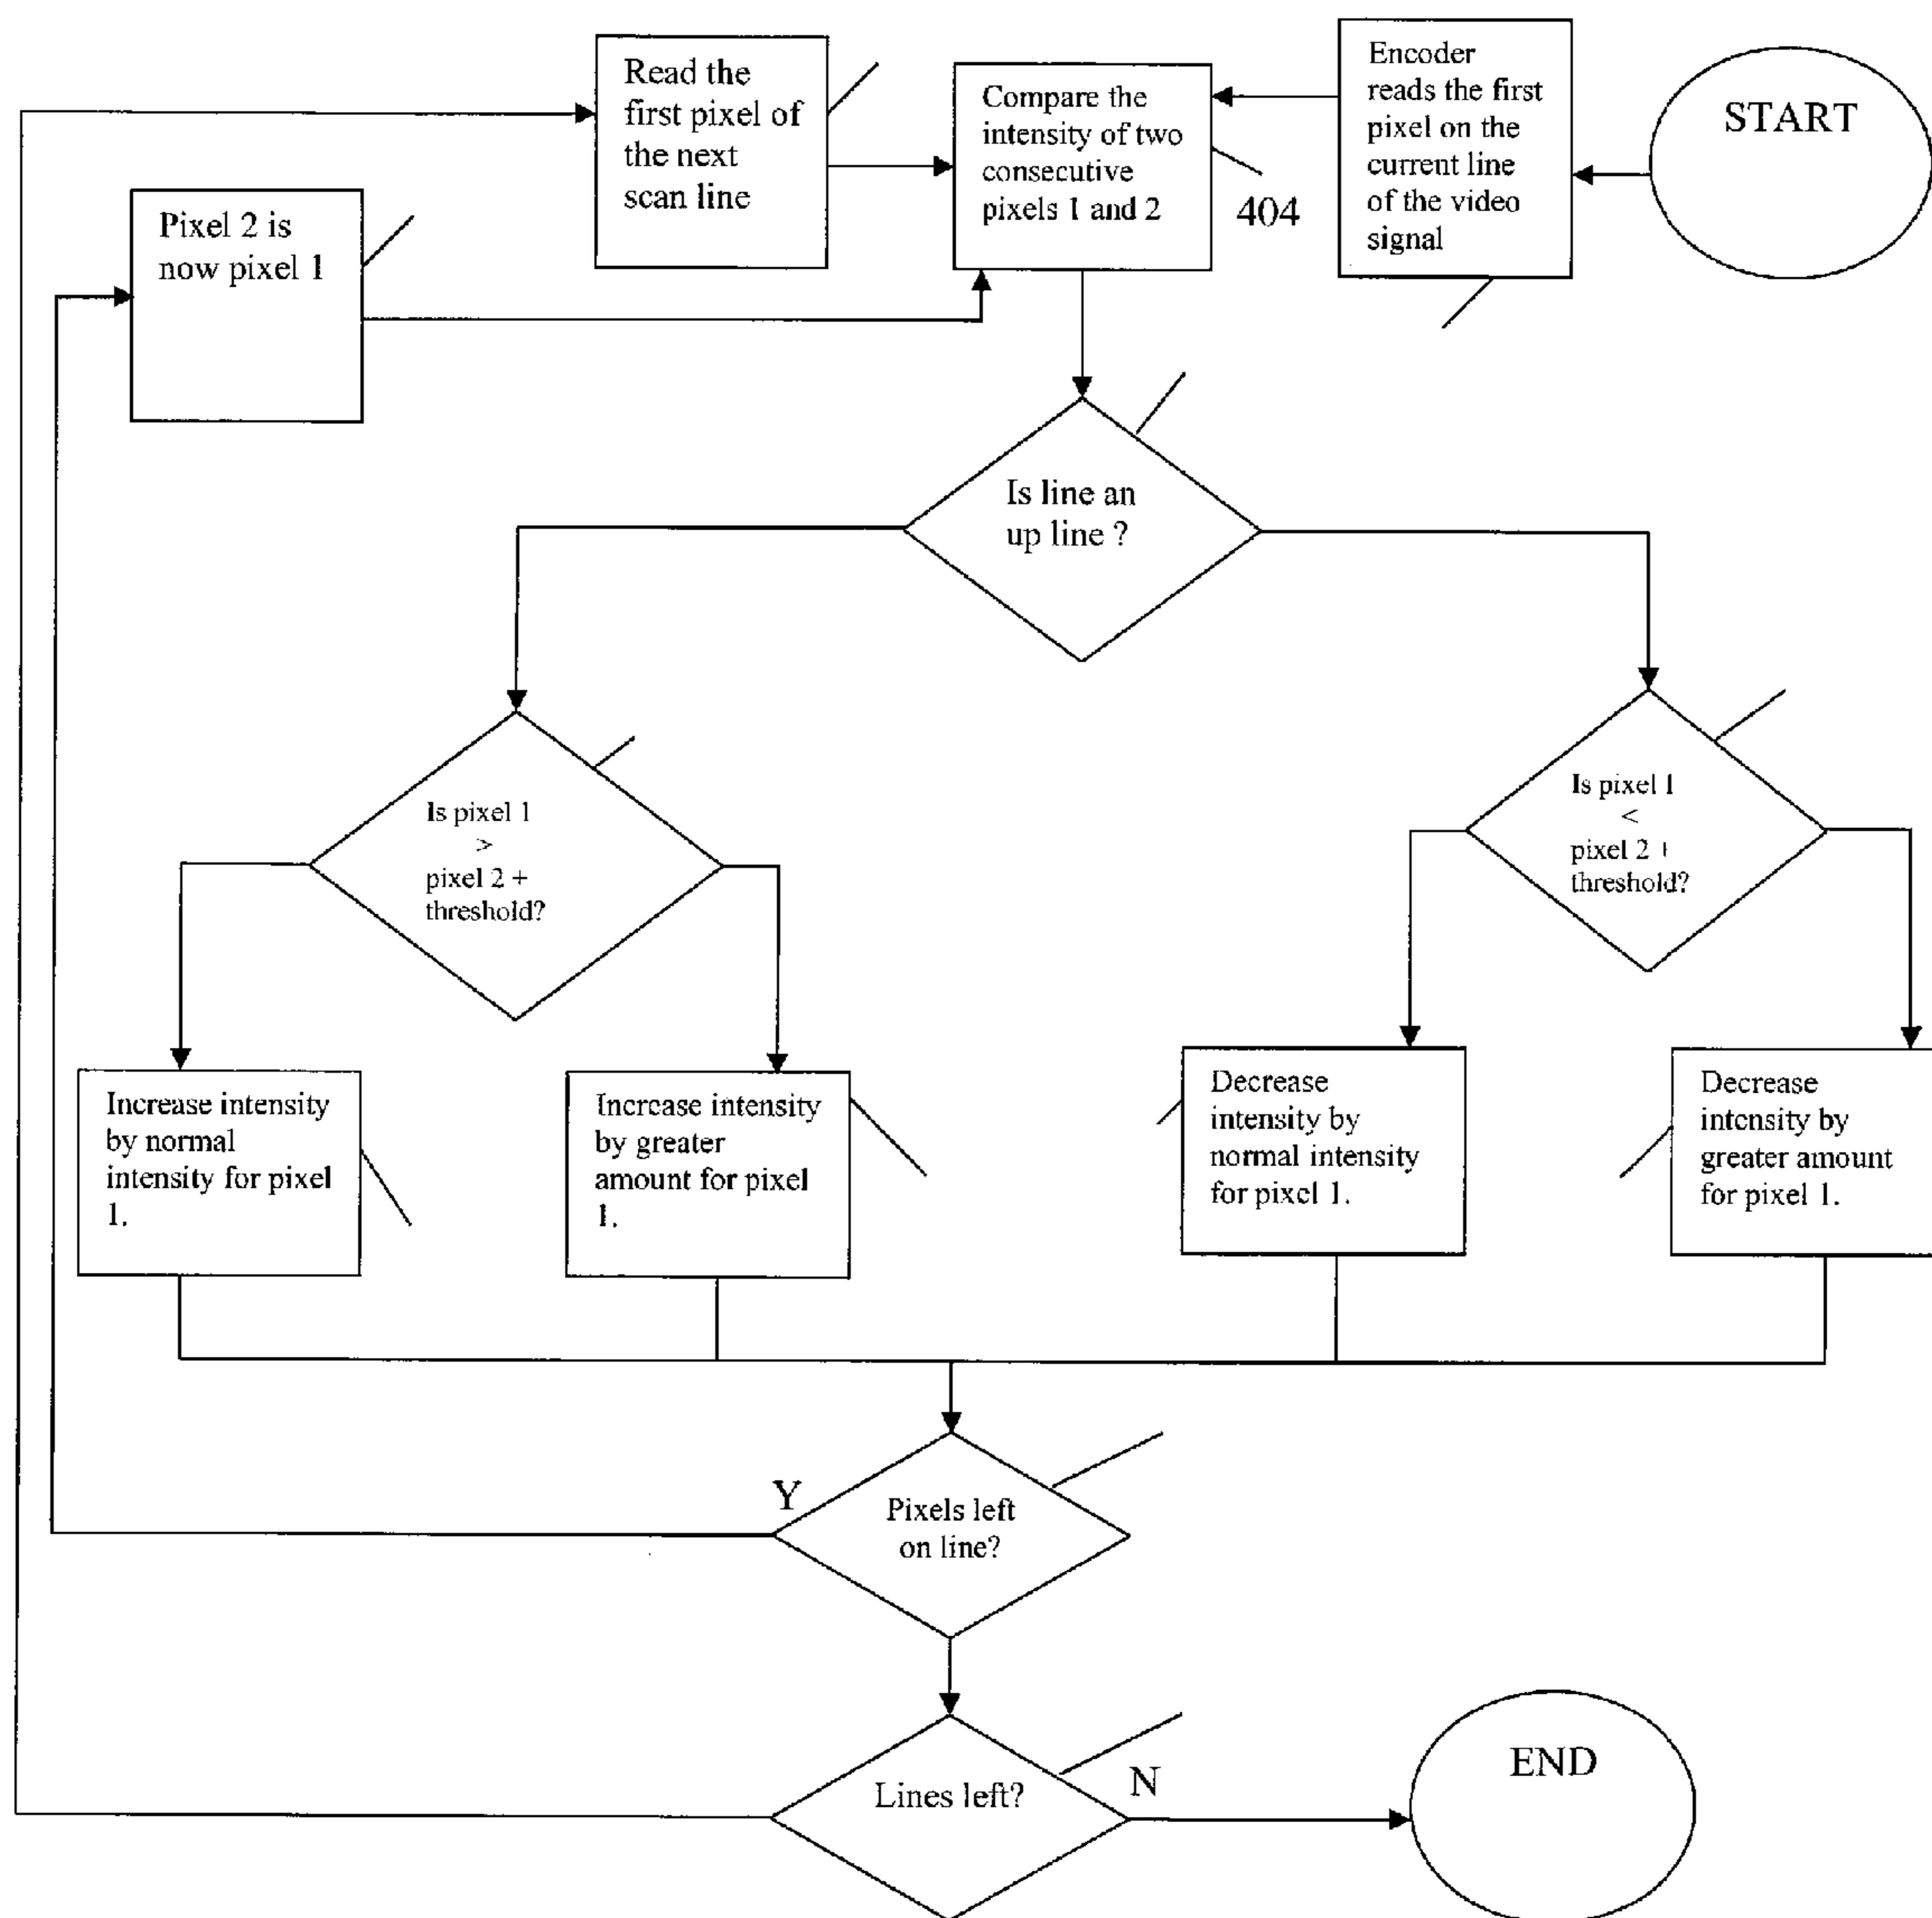 START
Encoder
reads the first
pixel on the
current line
of the video
signal
Compare the
intensity of two
consecutive
pixels 1 and 2
404
Read the
first pixel of
the next
scan line
Pixel 2 is
now pixel 1
Is line an
up line ?
Is pixel 1
>
pixel 2 +
threshold?
Is pixel 1
<
pixel 2 +
threshold?
Increase intensity
by normal
intensity for pixel
1.
Increase intensity
by greater
amount for pixel
1.
Decrease
intensity by
normal intensity
for pixel 1.
Decrease
intensity by
greater amount
for pixel 1.
Y
Pixels left
on line?
Lines left?
N
END